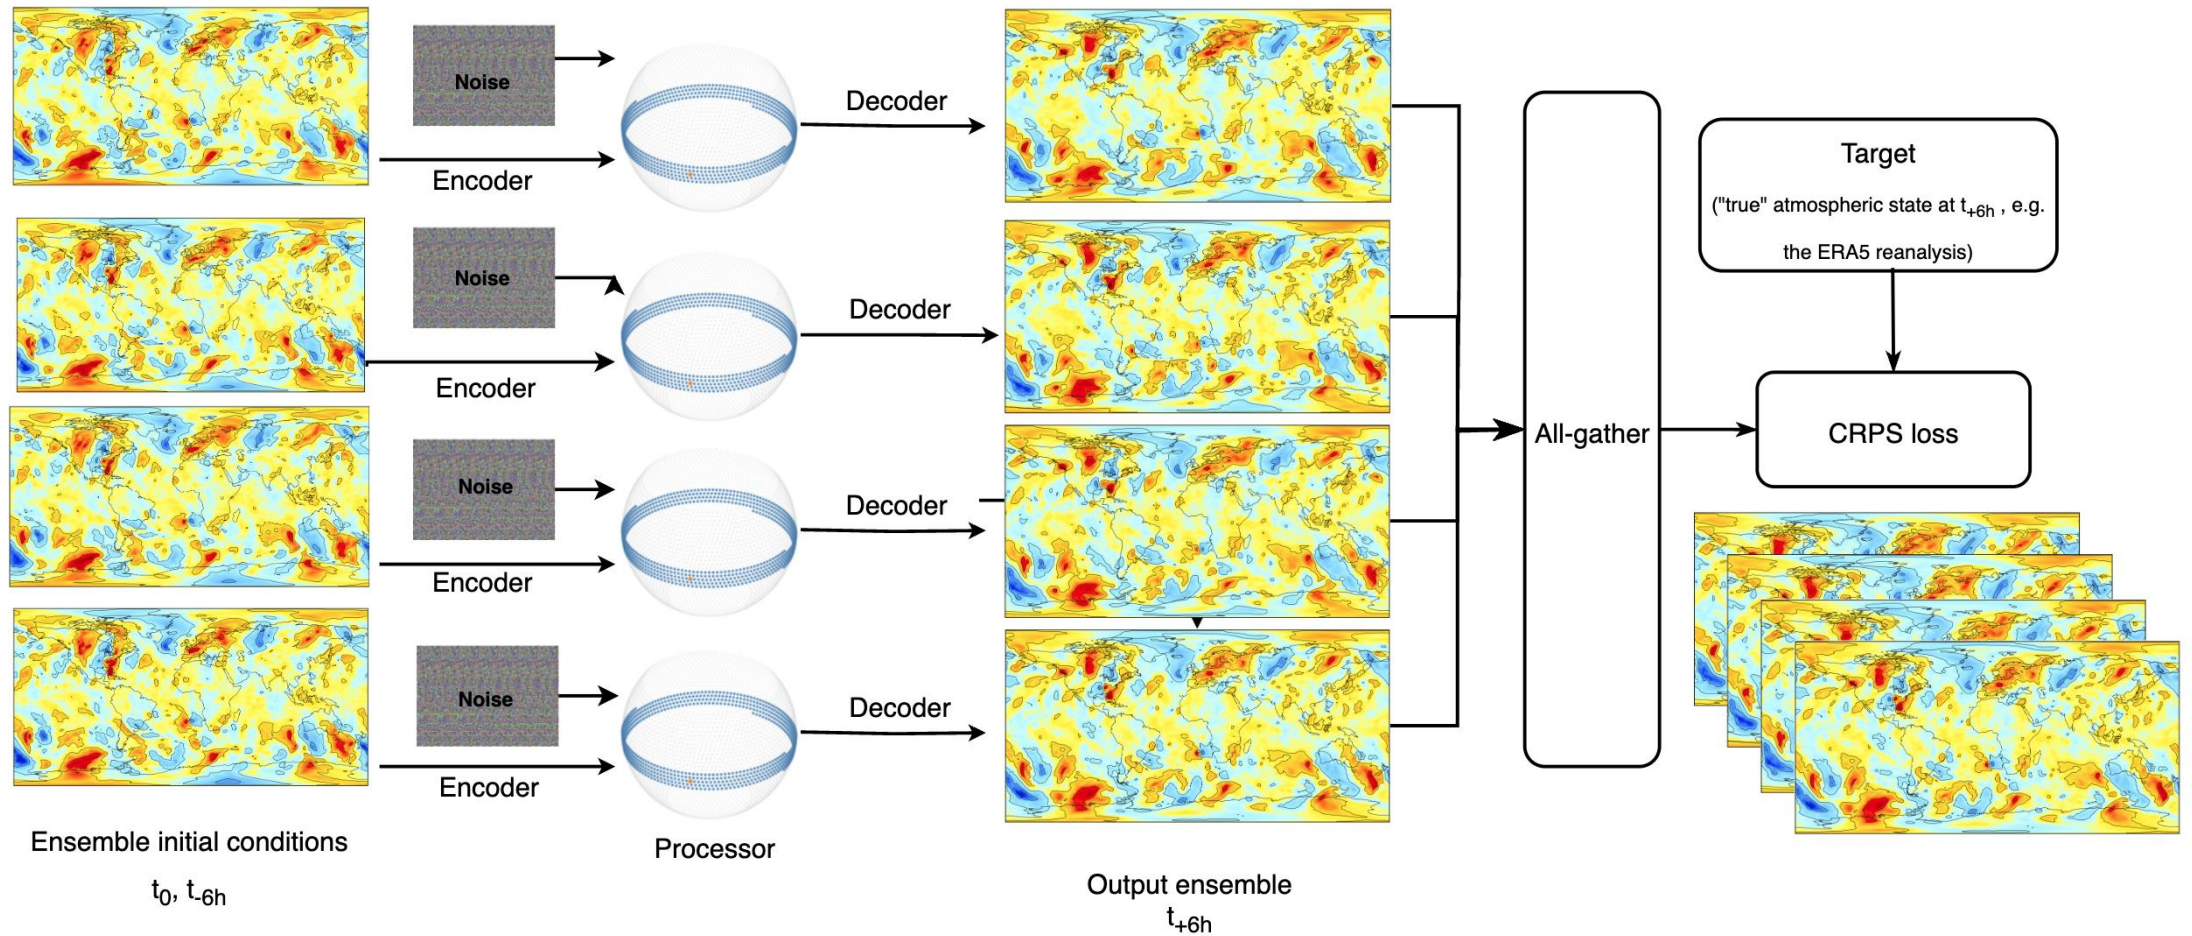 Noise
Decoder
Encoder
Noise
Decoder
Encoder
Noise
Decoder
Encoder
Noise
Decoder
Encoder
Ensemble initial conditions
t0, t-6h
Processor
Output ensemble
t+6h
All-gather
Target
("true" atmospheric state at t+6h , e.g.
the ERA5 reanalysis)
CRPS loss